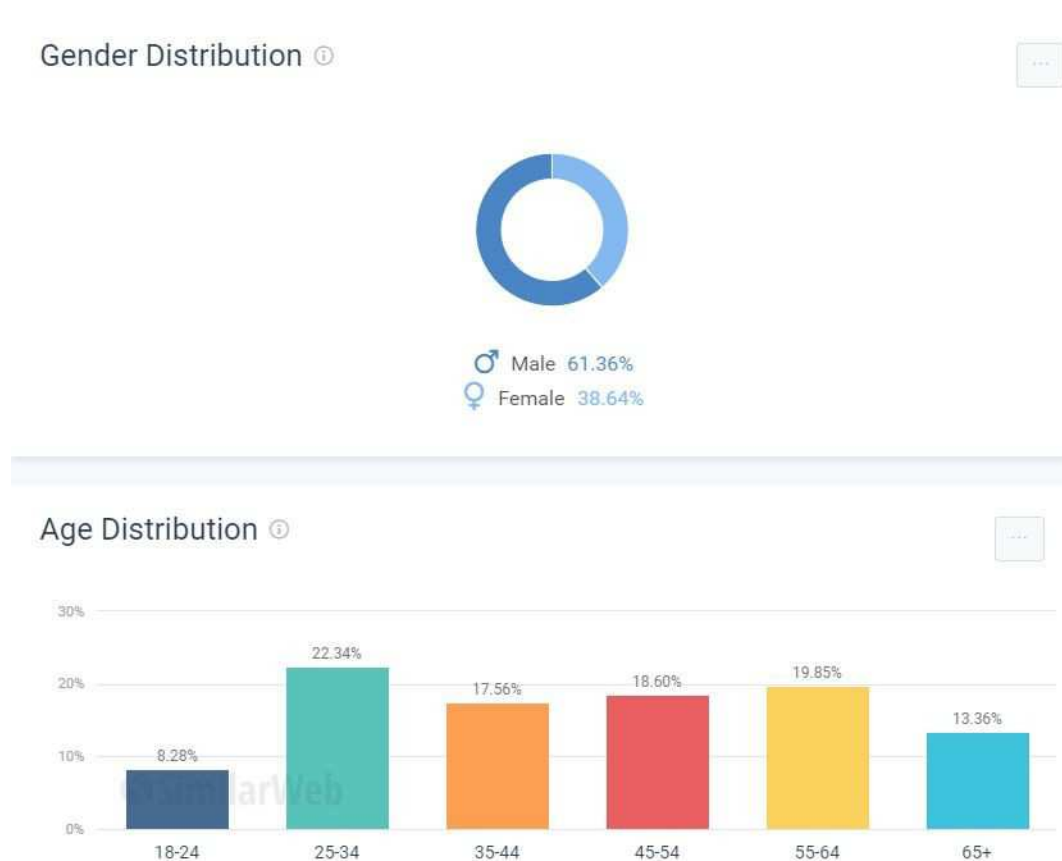 Gender Distribution
Male 61.36%
Female 38.64%
Age Distribution
30%
20%
10%
0%
8.28%
22.34%
17.56%
18.60%
19.85%
13.36%
SimilarWeb
18-24 25-34 35-44 45-54 55-64 65+